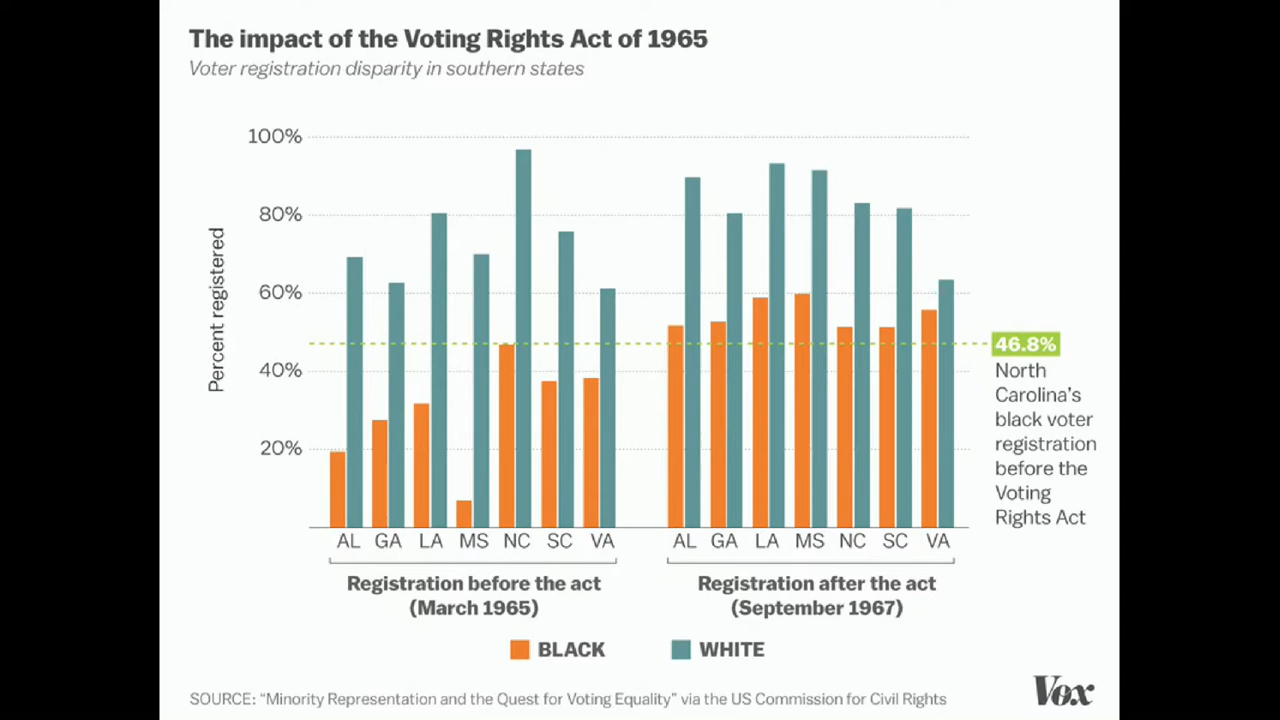 The impact of the Voting Rights Act of 1965
Voter registration disparity in southern states
Percent registered
100%
80%
60%
40%
20%
46.8%
North
Carolina's
black voter
registration
before the
Voting
Rights Act
AL GA LA MS NC SC VA
AL GA LA MS NC SC VA
Registration before the act
(March 1965)
Registration after the act
(September 1967)
BLACK
WHITE
SOURCE: "Minority Representation and the Quest for Voting Equality" via the US Commission for Civil Rights
Vox